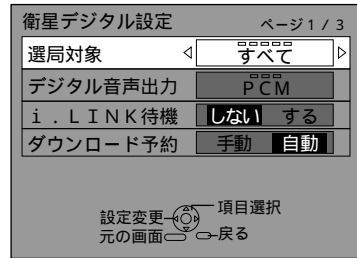 衛星デジタル設定 ページ1 / 3
選局対象 すべて
デジタル音声出力 PCM
i．LINK待機 しない する
ダウンロード予約 手動 自動
設定変更 項目選択
元の画面 戻る